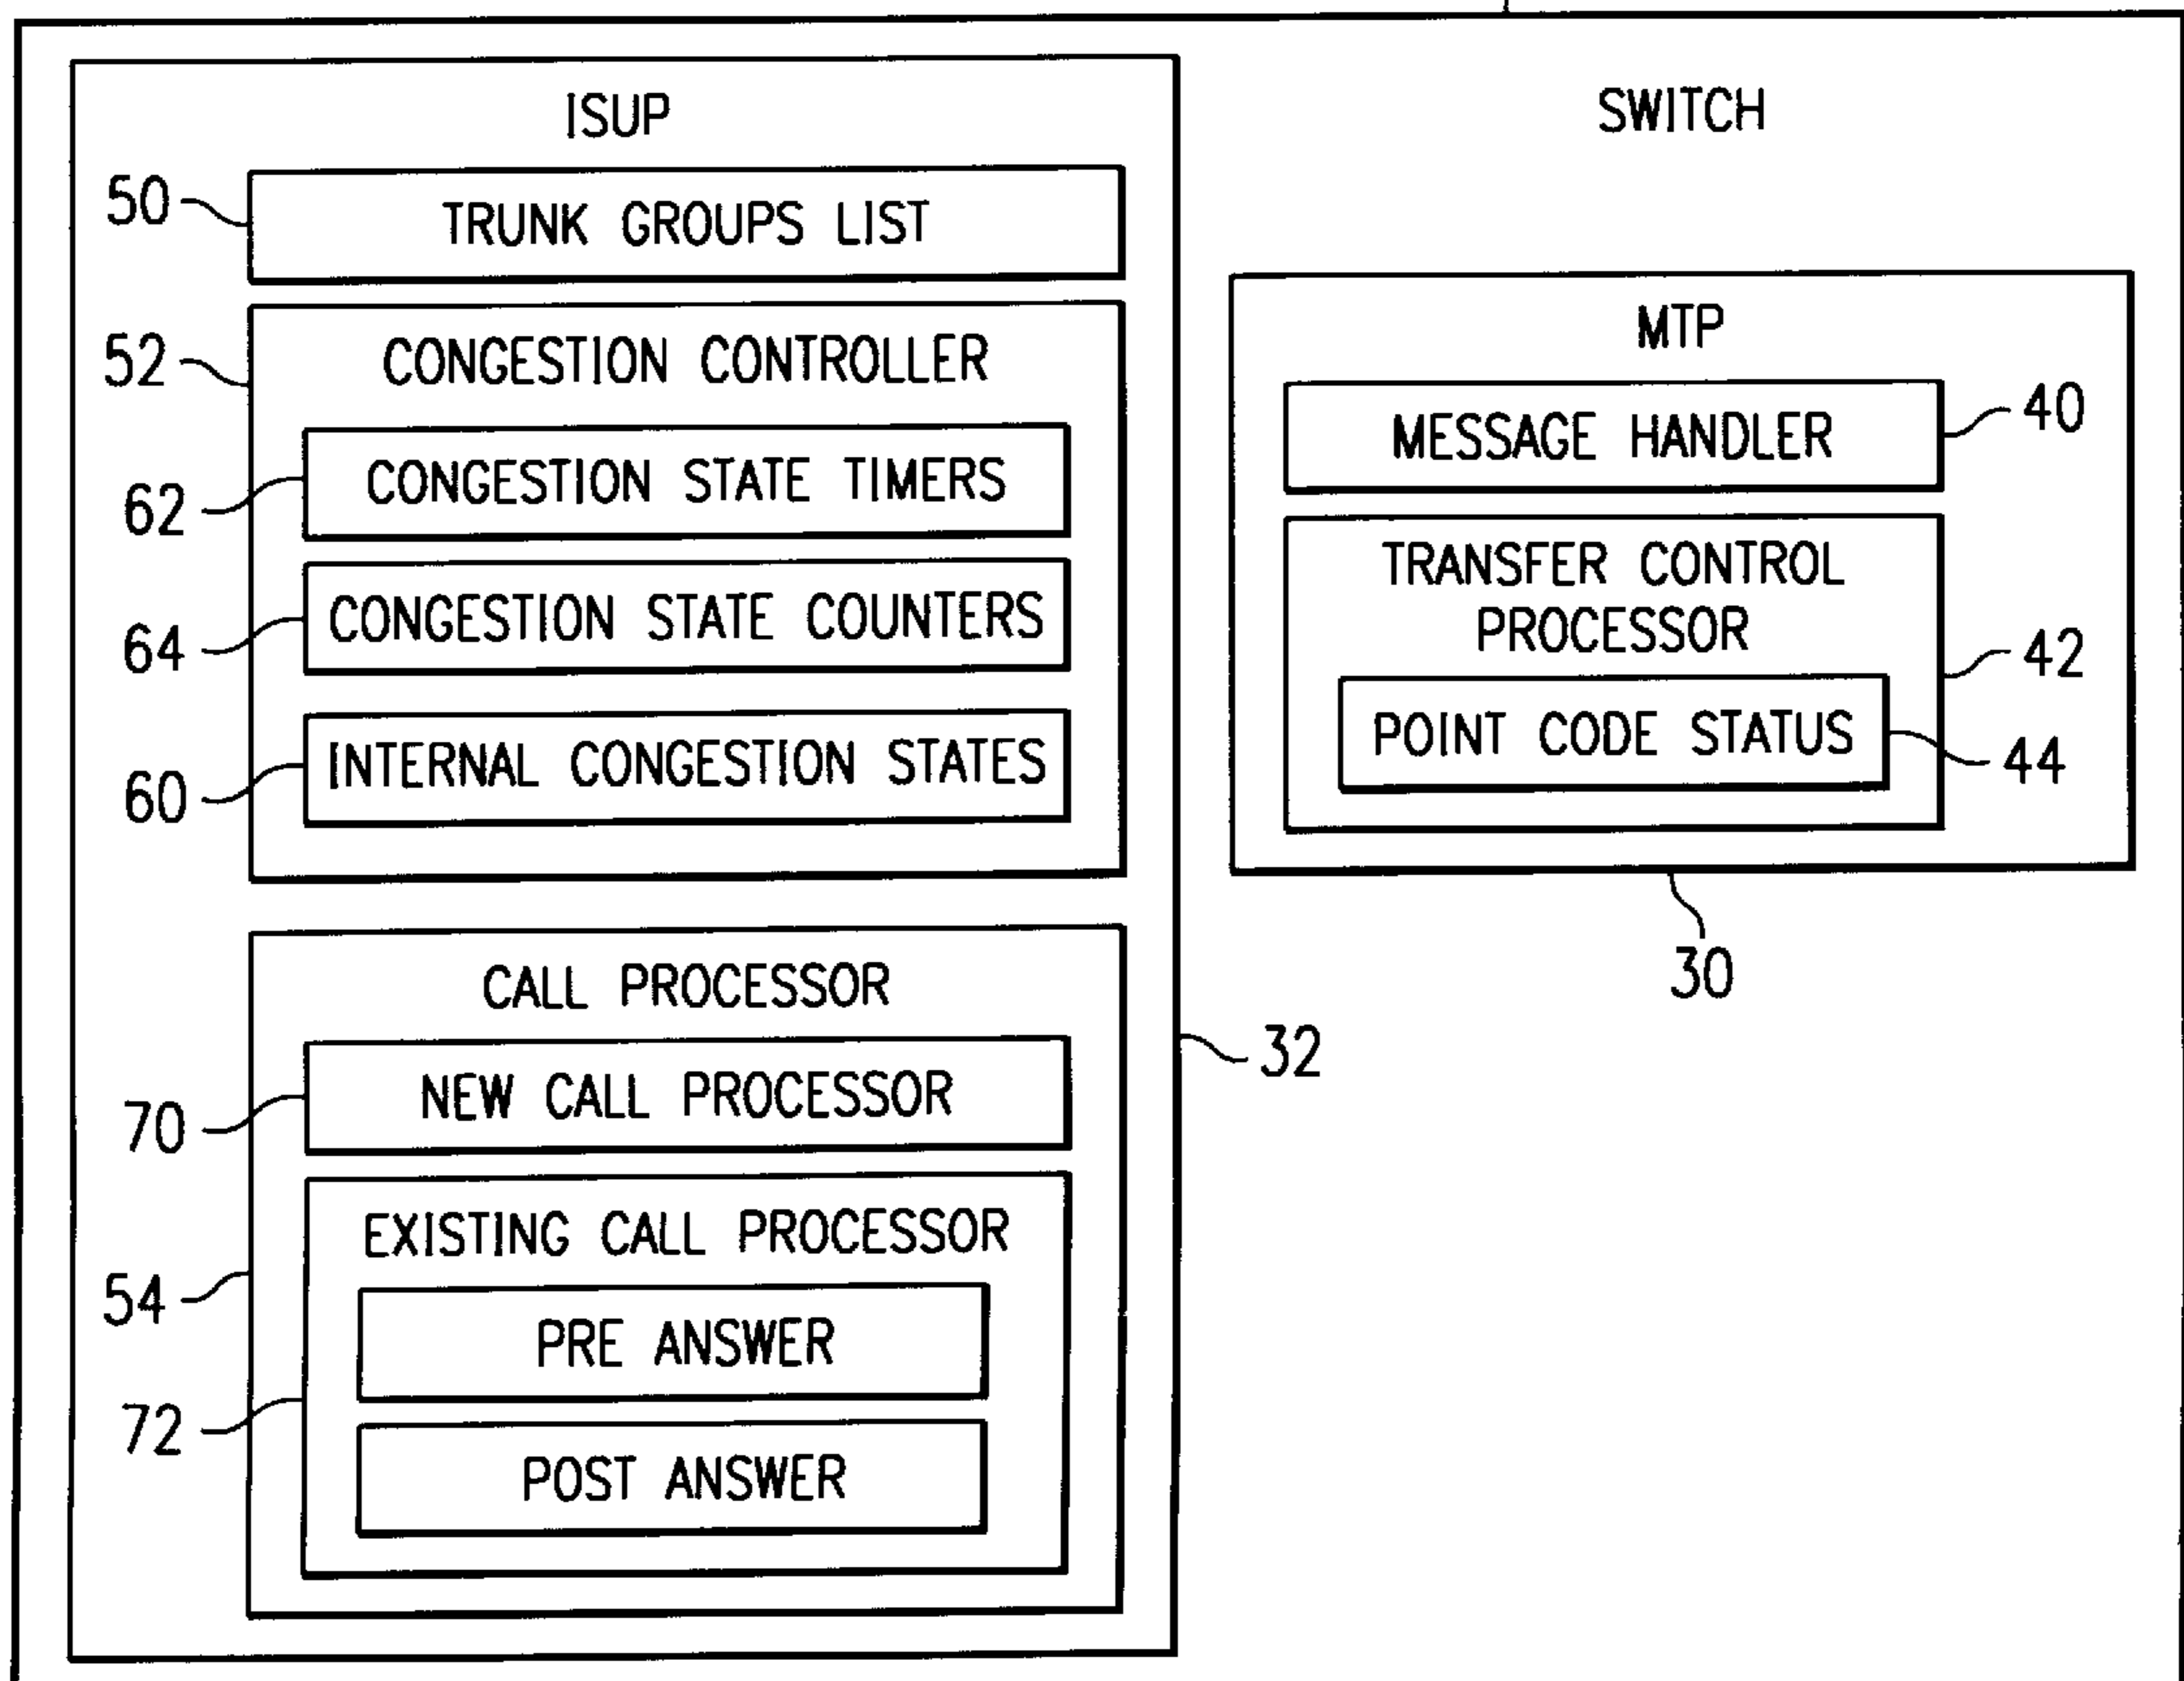 ISUP
SWITCH
50
TRUNK GROUPS LIST
52
CONGESTION CONTROLLER
62
CONGESTION STATE TIMERS
64
CONGESTION STATE COUNTERS
60
INTERNAL CONGESTION STATES
MTP
MESSAGE HANDLER
40
TRANSFER CONTROL
PROCESSOR
42
POINT CODE STATUS
44
30
CALL PROCESSOR
32
70
NEW CALL PROCESSOR
EXISTING CALL PROCESSOR
54
PRE ANSWER
72
POST ANSWER